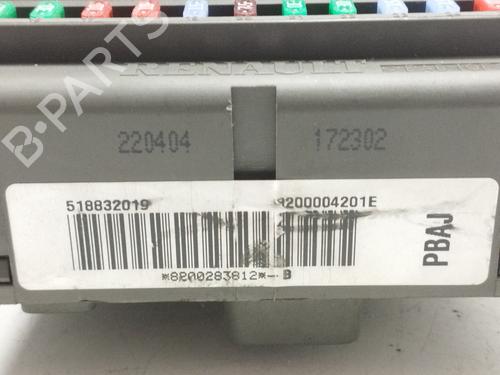 RENAULT
220404 172302
518832019 8200004201E
*8200283812*- B
PBAJ
B-PARTS